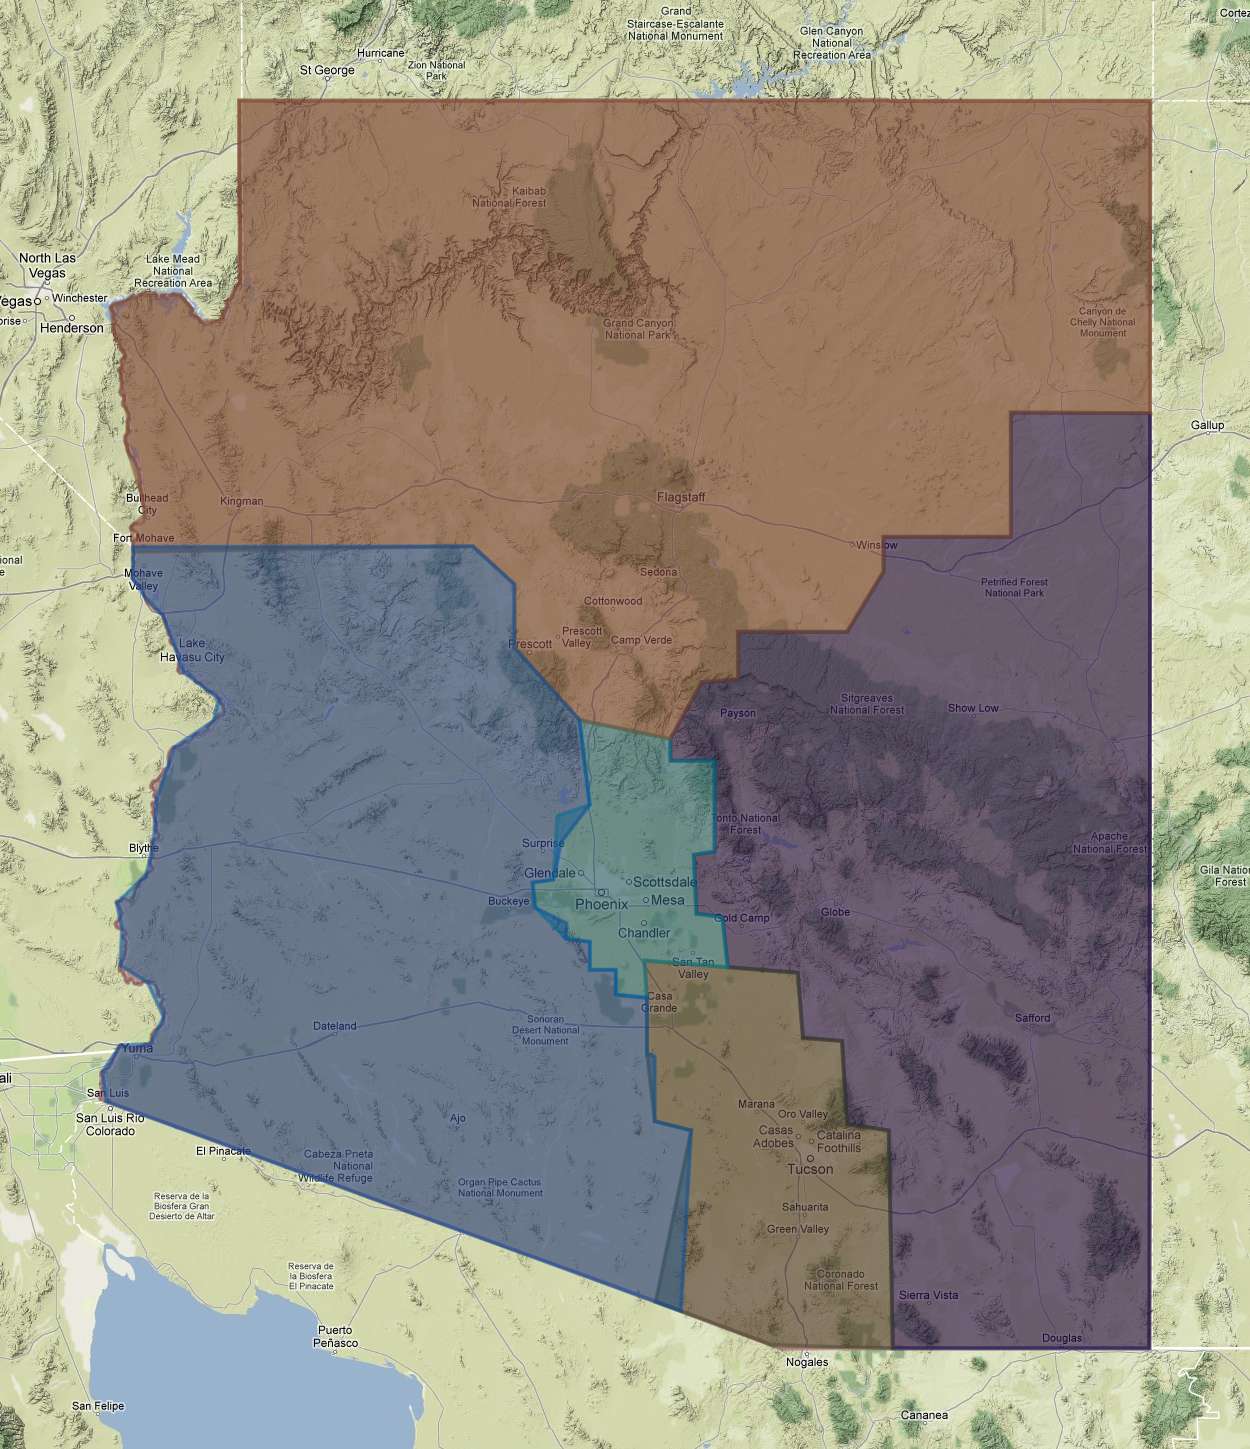 Grand
Staircase-Escalante
National Monument
Glen Canyon
National
Recreation Area
Cortez
Hurricane
Zion National
Park
St George
Kaibab
National Forest
North Las
Vegas
Lake Mead
National
Recreation Area
Vegas
Winchester
Henderson
Grand Canyon
National Park
Canyon de
Chelly National
Monument
Gallup
Bullhead
City
Kingman
Flagstaff
Fort Mohave
Winslow
Mohave
Valley
Sedona
Petrified Forest
National Park
Cottonwood
Lake
Havasu City
Prescott
Prescott
Valley
Camp Verde
Payson
Sitgreaves
National Forest
Show Low
Tonto National
Forest
Surprise
Blythe
Apache
National Forest
Glendale
Scottsdale
Gila National
Forest
Buckeye
Phoenix
Mesa
Gold Camp
Globe
Chandler
San Tan
Valley
Casa
Grande
Dateland
Sonoran
Desert National
Monument
Safford
Yuma
San Luis
San Luis Rio
Colorado
Ajo
Marana
Oro Valley
Casas
Adobes
Catalina
Foothills
El Pinacate
Cabeza Prieta
National
Wildlife Refuge
Tucson
Organ Pipe Cactus
National Monument
Reserva de la
Biosfera Gran
Desierto de Altar
Sahuarita
Green Valley
Reserva de
la Biosfera
El Pinacate
Coronado
National Forest
Sierra Vista
Puerto
Peñasco
Douglas
Nogales
San Felipe
Cananea